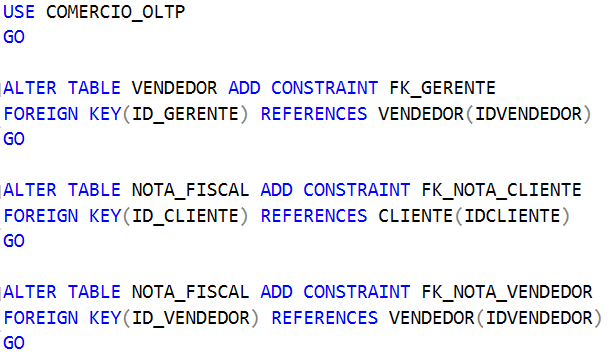 USE COMERCIO_OLTP
GO
ALTER TABLE VENDEDOR ADD CONSTRAINT FK_GERENTE
FOREIGN KEY(ID_GERENTE) REFERENCES VENDEDOR(IDVENDEDOR)
GO
ALTER TABLE NOTA_FISCAL ADD CONSTRAINT FK_NOTA_CLIENTE
FOREIGN KEY(ID_CLIENTE) REFERENCES CLIENTE(IDCLIENTE)
GO
ALTER TABLE NOTA_FISCAL ADD CONSTRAINT FK_NOTA_VENDEDOR
FOREIGN KEY(ID_VENDEDOR) REFERENCES VENDEDOR(IDVENDEDOR)
GO